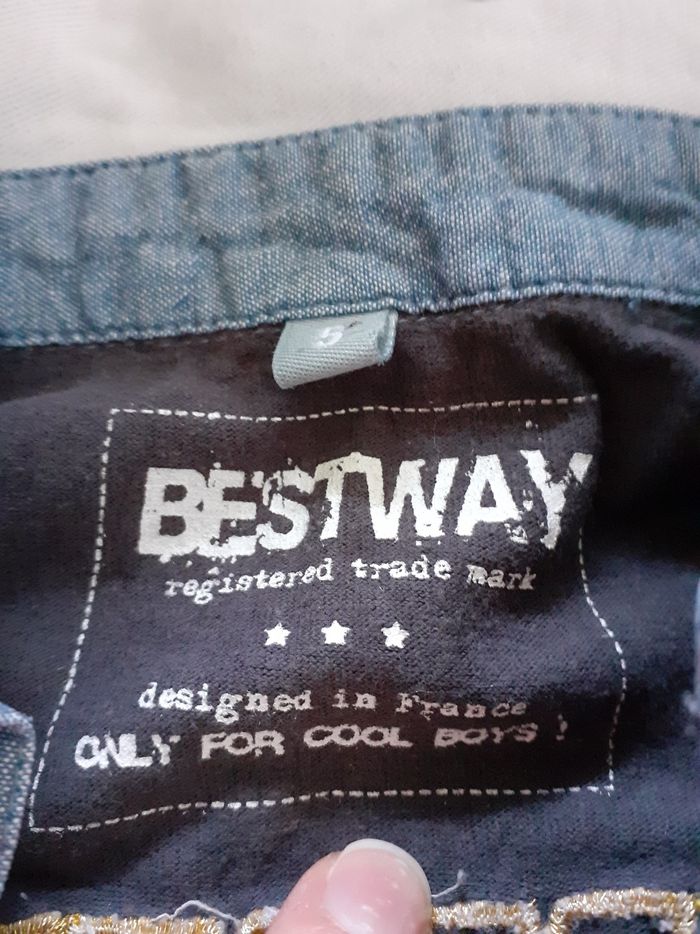 5
BESTWAY
registered trade mark
designed in France
ONLY FOR COOL BOYS !